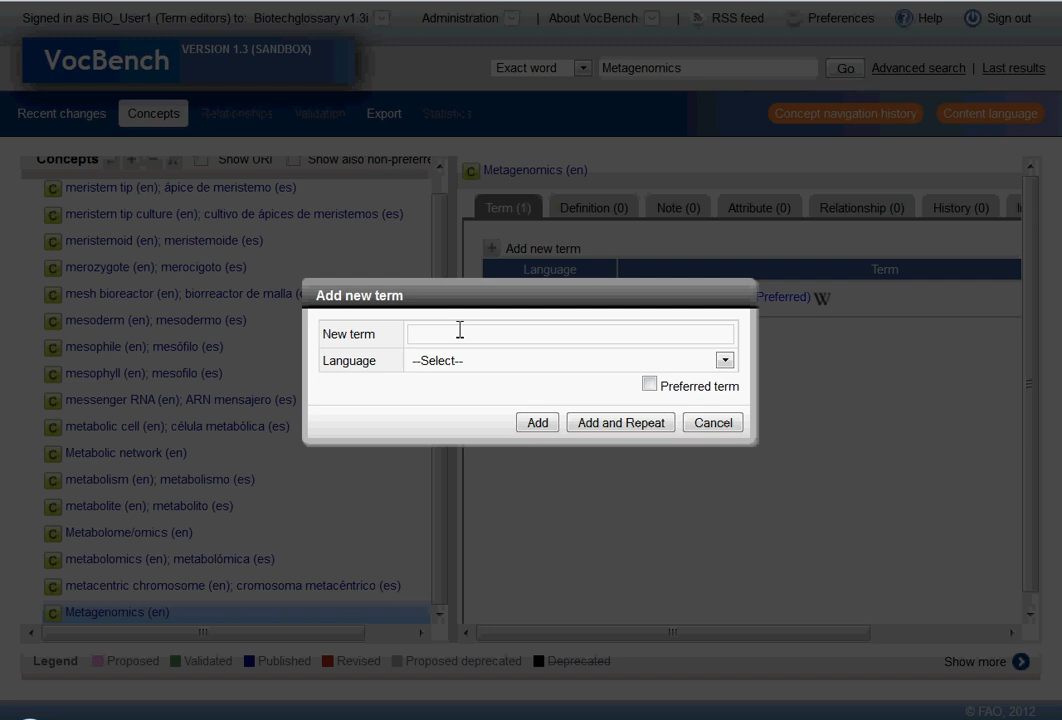 Signed in as BIO_User1 (Term editors) to: Biotechglossary v1.3i Administration | About VocBench | RSS feed Preferences Help Sign out
VocBench VERSION 1.3 (SANDBOX)
Exact word Metagenomics Go Advanced search | Last results
Recent changes Concepts Relationships Validation Export Statistics Concept navigation history Content language
Concepts Show URI Show also non-preferre
meristem tip (en); ápice de meristemo (es)
meristem tip culture (en); cultivo de ápices de meristemos (es)
meristemoid (en); meristemoide (es)
merozygote (en); merocigoto (es)
mesh bioreactor (en); biorreactor de malla (e
mesoderm (en); mesodermo (es)
mesophile (en); mesófilo (es)
mesophyll (en); mesofilo (es)
messenger RNA (en); ARN mensajero (es)
metabolic cell (en); célula metabólica (es)
Metabolic network (en)
metabolism (en); metabolismo (es)
metabolite (en); metabolito (es)
Metabolome/omics (en)
metabolomics (en); metabolómica (es)
metacentric chromosome (en); cromosoma metacéntrico (es)
Metagenomics (en)
Metagenomics (en)
Term (1) Definition (0) Note (0) Attribute (0) Relationship (0) History (0)
Add new term
Language Term
Preferred) W
Add new term
New term
Language --Select--
Preferred term
Add Add and Repeat Cancel
Legend Proposed Validated Published Revised Proposed deprecated Deprecated Show more
© FAO, 2012